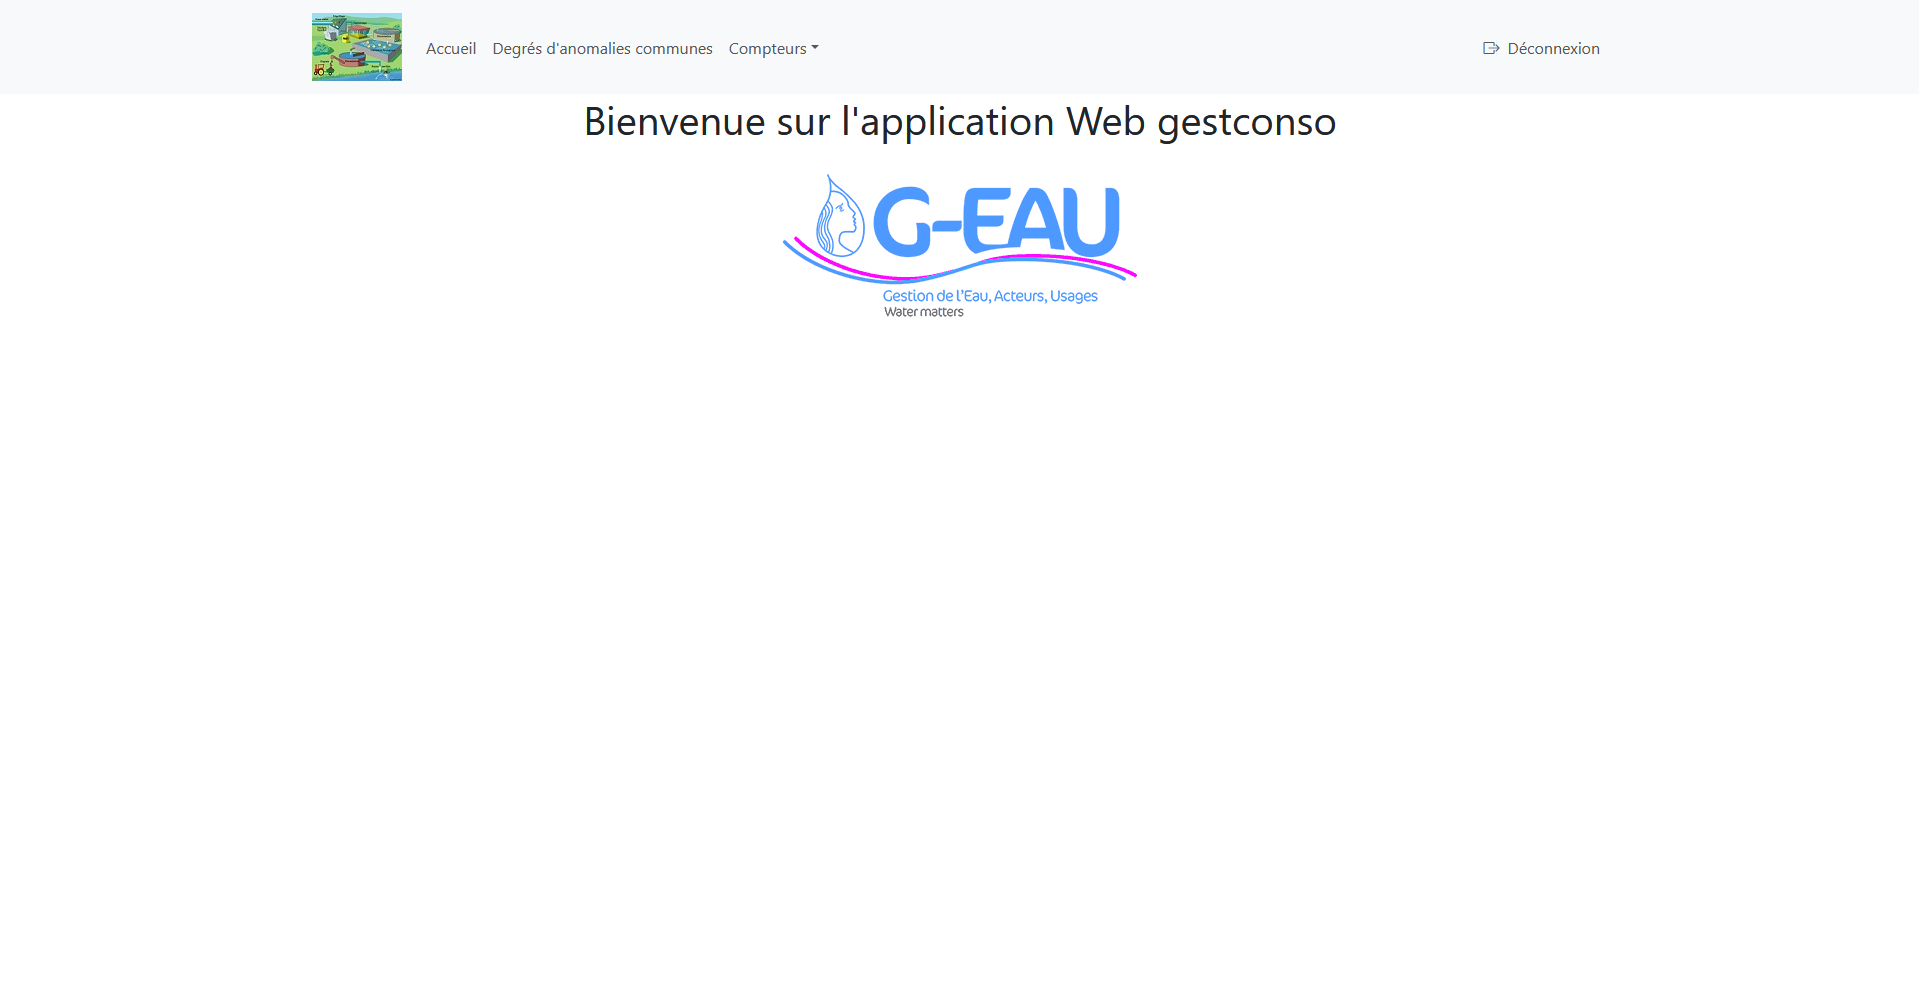 Accueil Degrés d'anomalies communes Compteurs Déconnexion
Bienvenue sur l'application Web gestconso
G-EAU
Gestion de l'Eau, Acteurs, Usages
Water matters